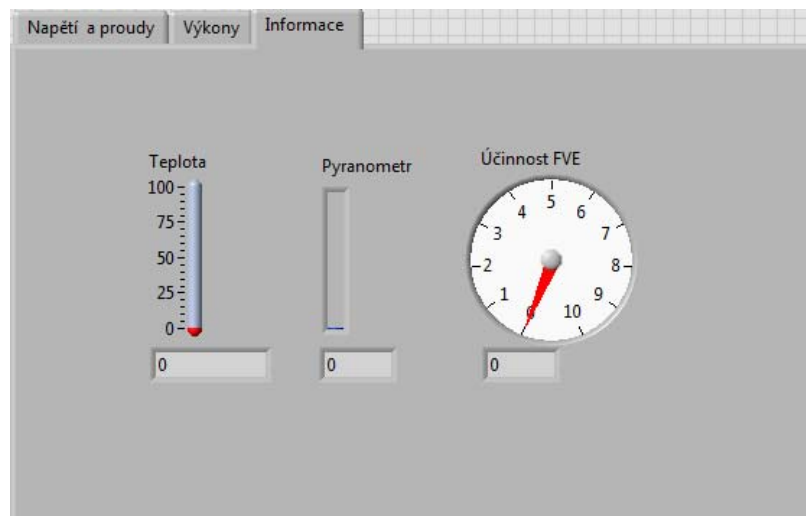 Napětí a proudy Výkony Informace
Teplota Pyranometr Účinnost FVE
100
75
50
25
0
0 1 2 3 4 5 6 7 8 9 10
0 0 0